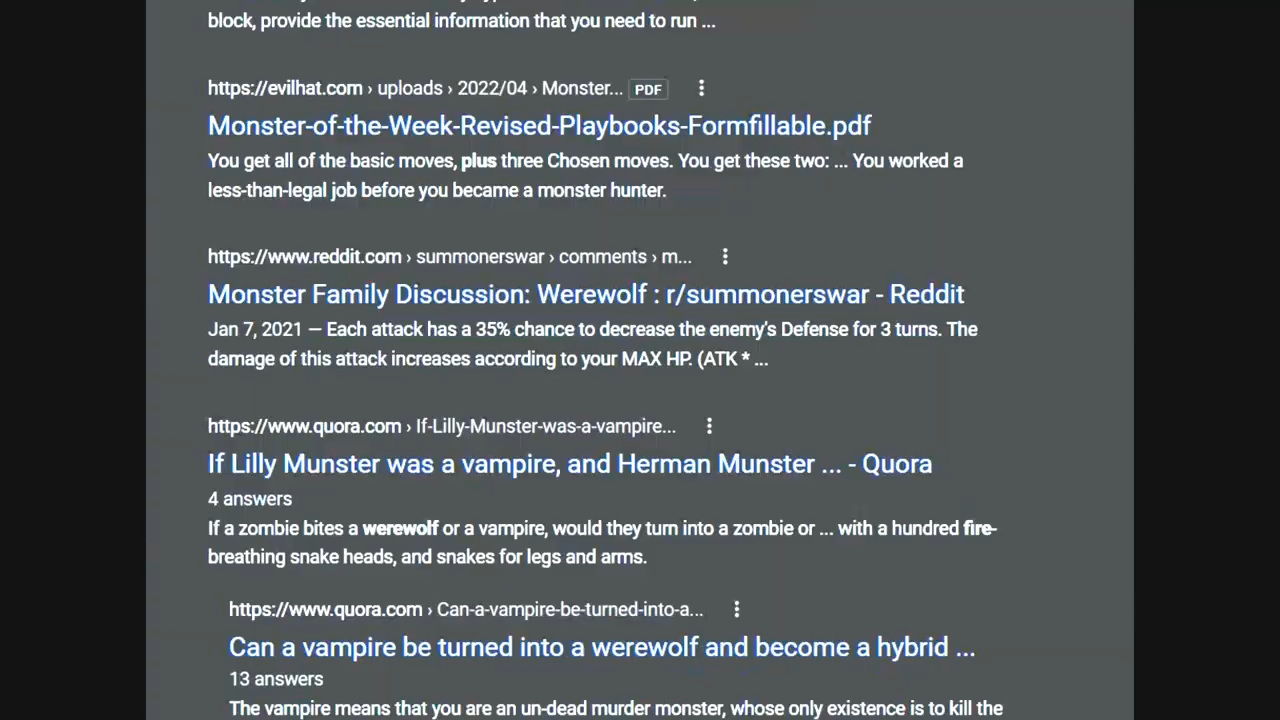 block, provide the essential information that you need to run ...
https://evilhat.com › uploads › 2022/04 › Monster... PDF
Monster-of-the-Week-Revised-Playbooks-Formfillable.pdf
You get all of the basic moves, plus three Chosen moves. You get these two: ... You worked a
less-than-legal job before you became a monster hunter.
https://www.reddit.com › summonerswar › comments › m...
Monster Family Discussion: Werewolf : r/summonerswar - Reddit
Jan 7, 2021 — Each attack has a 35% chance to decrease the enemy's Defense for 3 turns. The
damage of this attack increases according to your MAX HP. (ATK * ...
https://www.quora.com › If-Lilly-Munster-was-a-vampire...
If Lilly Munster was a vampire, and Herman Munster ... - Quora
4 answers
If a zombie bites a werewolf or a vampire, would they turn into a zombie or ... with a hundred fire-
breathing snake heads, and snakes for legs and arms.
https://www.quora.com › Can-a-vampire-be-turned-into-a...
Can a vampire be turned into a werewolf and become a hybrid ...
13 answers
The vampire means that you are an un-dead murder monster, whose only existence is to kill the